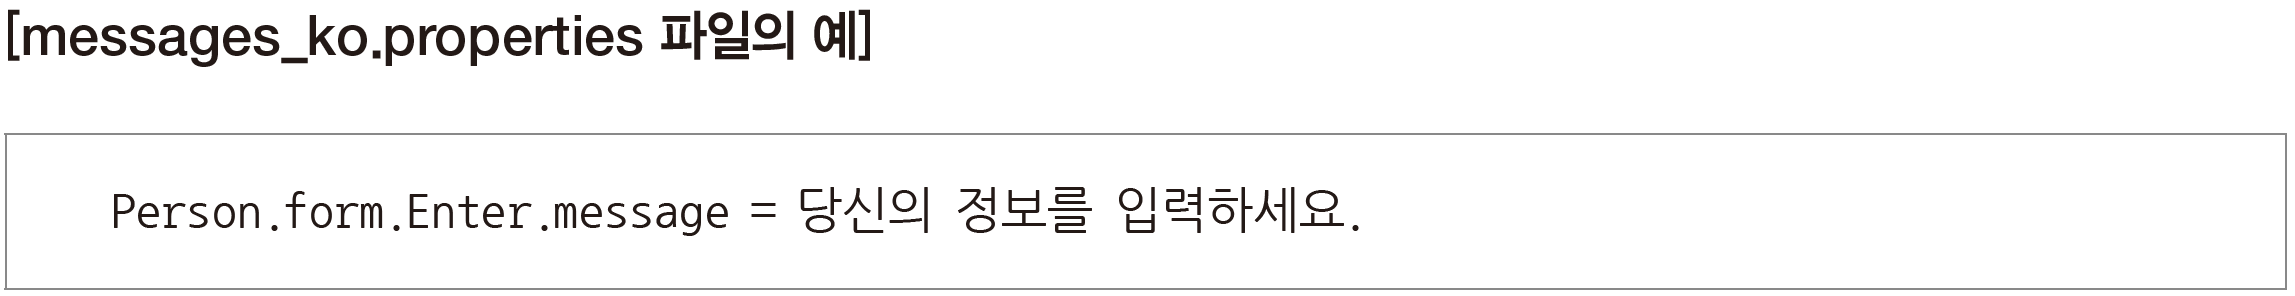 [messages_ko.properties 파일의 예]
Person.form.Enter.message = 당신의 정보를 입력하세요.